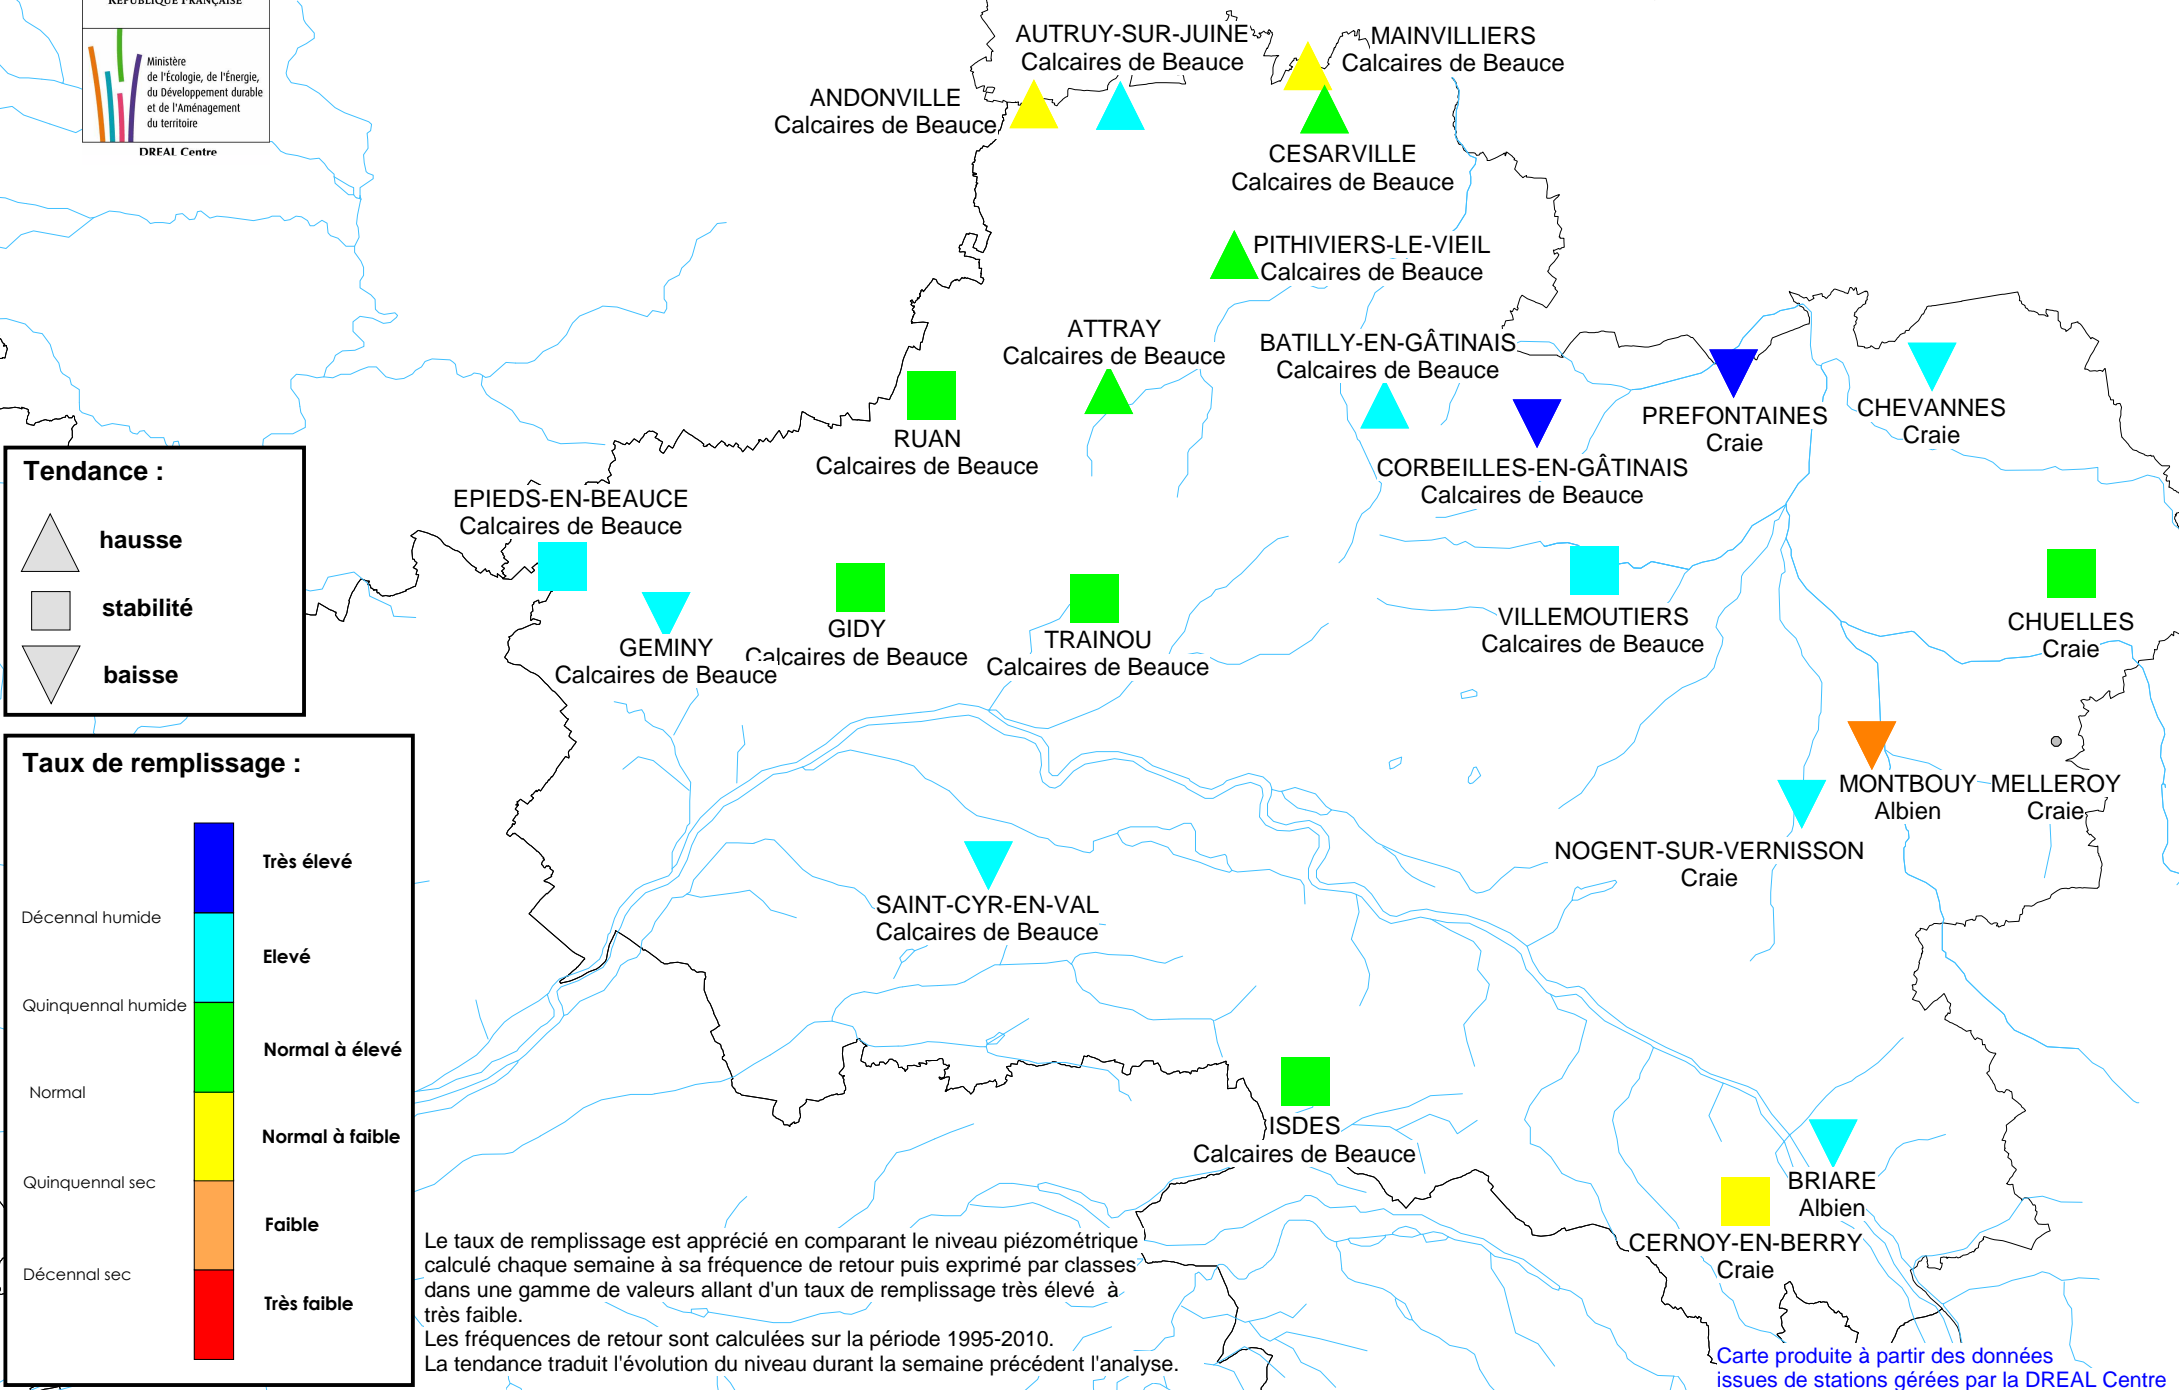 RÉPUBLIQUE FRANÇAISE
Ministère
de l'Écologie, de l'Énergie,
du Développement durable
et de l'Aménagement
du territoire
DREAL Centre
AUTRUY-SUR-JUINE
Calcaires de Beauce
MAINVILLIERS
Calcaires de Beauce
ANDONVILLE
Calcaires de Beauce
CESARVILLE
Calcaires de Beauce
PITHIVIERS-LE-VIEIL
Calcaires de Beauce
ATTRAY
Calcaires de Beauce
BATILLY-EN-GÂTINAIS
Calcaires de Beauce
RUAN
Calcaires de Beauce
PREFONTAINES
Craie
CHEVANNES
Craie
CORBEILLES-EN-GÂTINAIS
Calcaires de Beauce
EPIEDS-EN-BEAUCE
Calcaires de Beauce
GEMINY
Calcaires de Beauce
GIDY
Calcaires de Beauce
TRAINOU
Calcaires de Beauce
VILLEMOUTIERS
Calcaires de Beauce
CHUELLES
Craie
MONTBOUY
Albien
MELLEROY
Craie
NOGENT-SUR-VERNISSON
Craie
SAINT-CYR-EN-VAL
Calcaires de Beauce
ISDES
Calcaires de Beauce
BRIARE
Albien
CERNOY-EN-BERRY
Craie
Tendance :
hausse
stabilité
baisse
Taux de remplissage :
Très élevé
Décennal humide
Elevé
Quinquennal humide
Normal à élevé
Normal
Normal à faible
Quinquennal sec
Faible
Décennal sec
Très faible
Le taux de remplissage est apprécié en comparant le niveau piézométrique
calculé chaque semaine à sa fréquence de retour puis exprimé par classes
dans une gamme de valeurs allant d'un taux de remplissage très élevé à
très faible.
Les fréquences de retour sont calculées sur la période 1995-2010.
La tendance traduit l'évolution du niveau durant la semaine précédent l'analyse.
Carte produite à partir des données
issues de stations gérées par la DREAL Centre